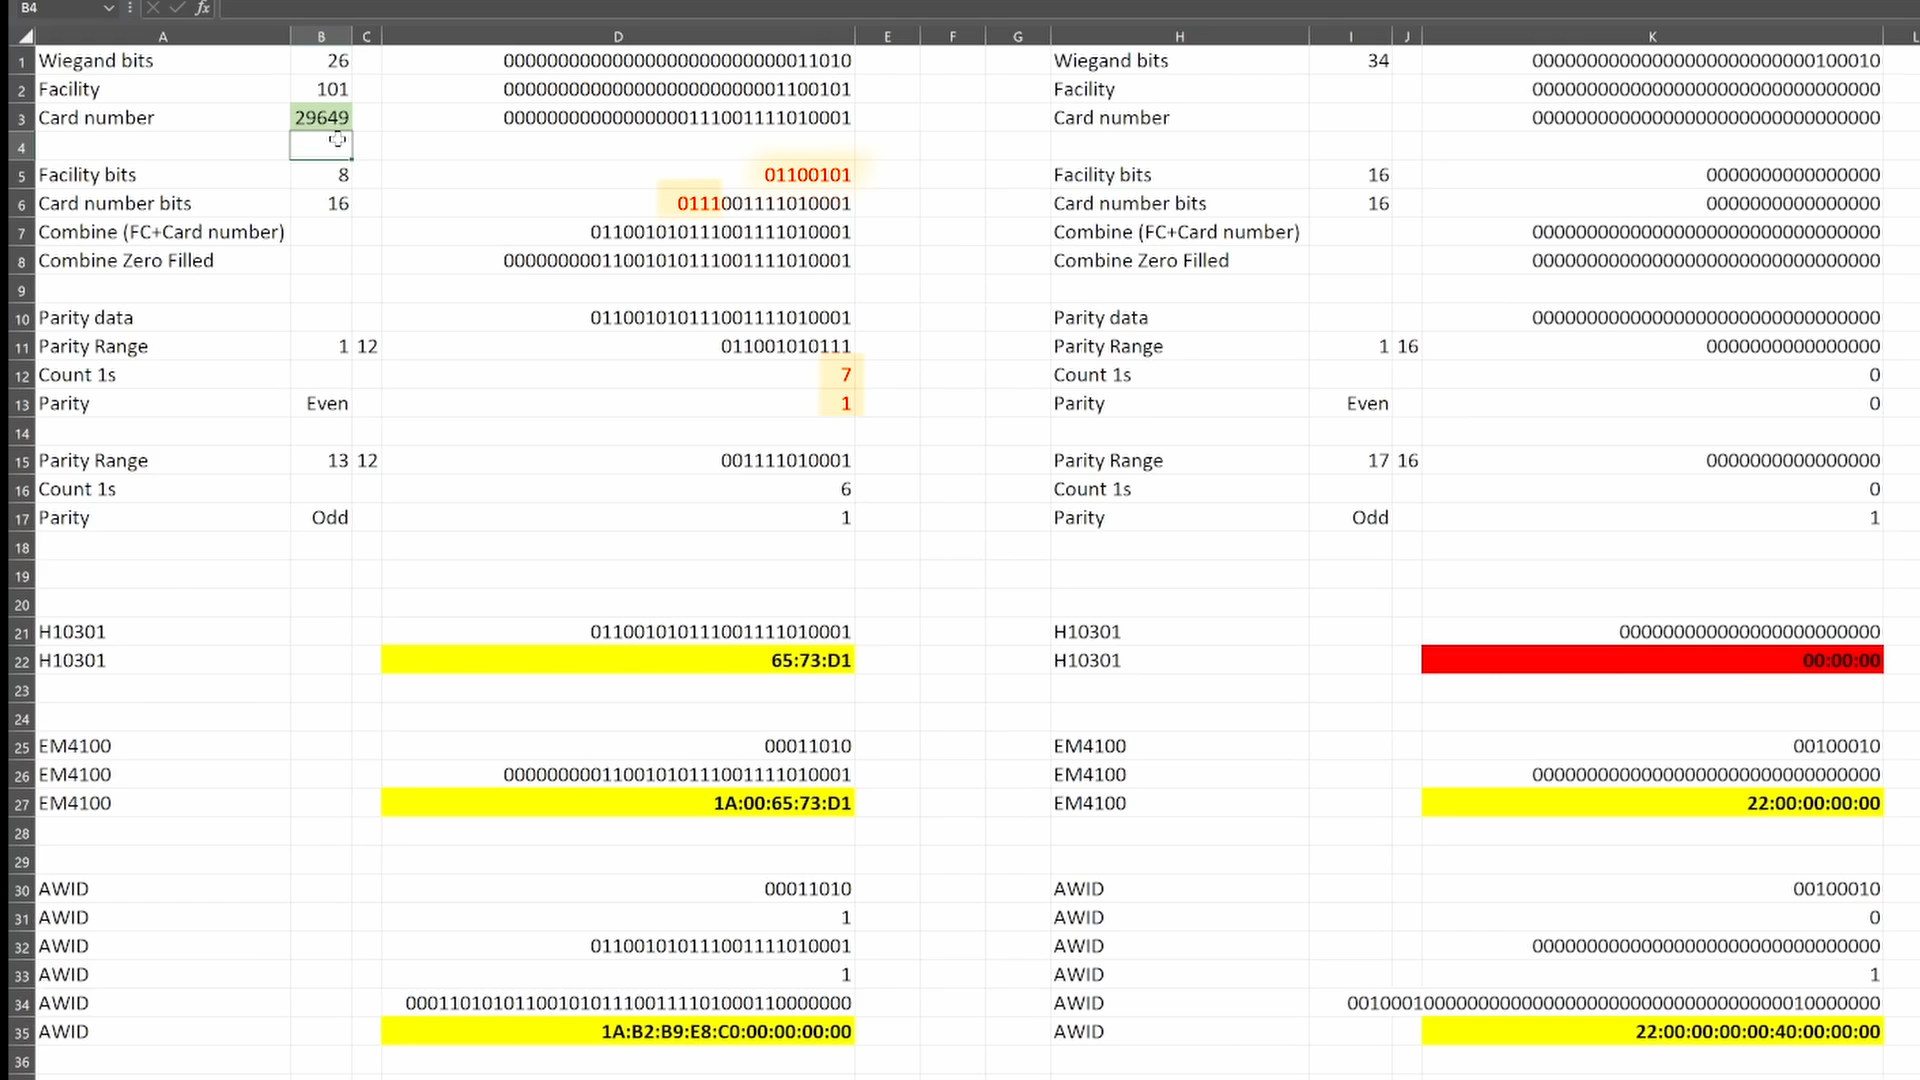 B4 fx
A B C D E F G H I J K L
1 Wiegand bits 26 00000000000000000000000000011010 Wiegand bits 34 00000000000000000000000000100010
2 Facility 101 00000000000000000000000001100101 Facility 00000000000000000000000000000000
3 Card number 29649 00000000000000000111001111010001 Card number 00000000000000000000000000000000
4
5 Facility bits 8 01100101 Facility bits 16 0000000000000000
6 Card number bits 16 0111001111010001 Card number bits 16 0000000000000000
7 Combine (FC+Card number) 011001010111001111010001 Combine (FC+Card number) 00000000000000000000000000000000
8 Combine Zero Filled 00000000011001010111001111010001 Combine Zero Filled 00000000000000000000000000000000
9
10 Parity data 011001010111001111010001 Parity data 00000000000000000000000000000000
11 Parity Range 1 12 011001010111 Parity Range 1 16 0000000000000000
12 Count 1s 7 Count 1s 0
13 Parity Even 1 Parity Even 0
14
15 Parity Range 13 12 001111010001 Parity Range 17 16 0000000000000000
16 Count 1s 6 Count 1s 0
17 Parity Odd 1 Parity Odd 1
18
19
20
21 H10301 011001010111001111010001 H10301 000000000000000000000000
22 H10301 65:73:D1 H10301 00:00:00
23
24
25 EM4100 00011010 EM4100 00100010
26 EM4100 00000000011001010111001111010001 EM4100 00000000000000000000000000000000
27 EM4100 1A:00:65:73:D1 EM4100 22:00:00:00:00
28
29
30 AWID 00011010 AWID 00100010
31 AWID 1 AWID 0
32 AWID 011001010111001111010001 AWID 00000000000000000000000000000000
33 AWID 1 AWID 1
34 AWID 00011010101100101011100111101000110000000 AWID 0010001000000000000000000000000000000000010000000
35 AWID 1A:B2:B9:E8:C0:00:00:00:00 AWID 22:00:00:00:00:40:00:00:00
36